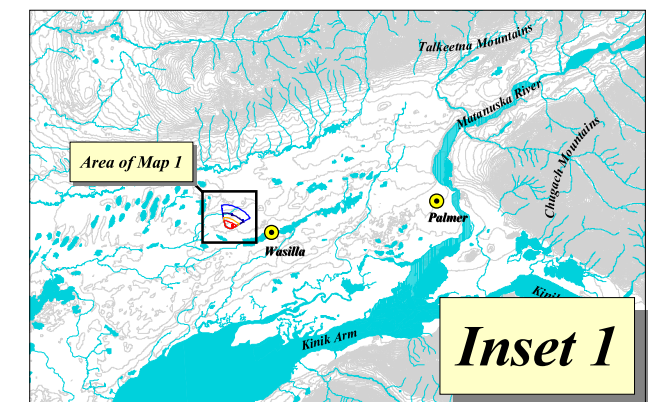 Talkeetna Mountains
Matanuska River
Chugach Mountains
Area of Map 1
Palmer
Wasilla
Kinik Arm
Inset 1